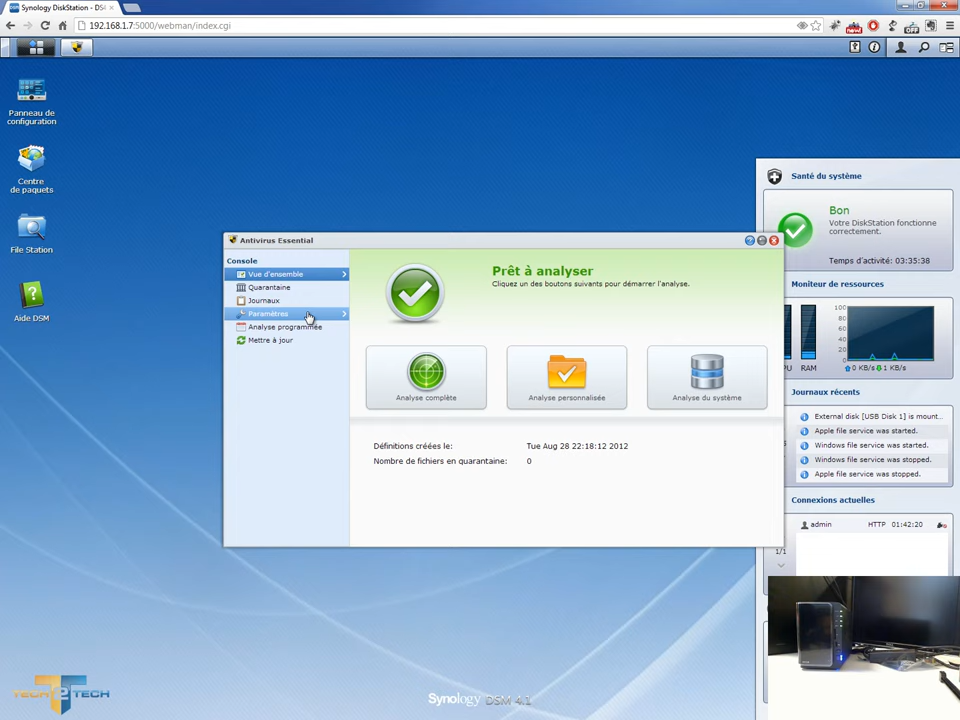 Synology DiskStation - DS
192.168.1.7:5000/webman/index.cgi
new
OFF
Panneau de
configuration
Centre
de paquets
File Station
Aide DSM
Antivirus Essential
Console
Vue d'ensemble
Quarantaine
Journaux
Paramètres
Analyse programmée
Mettre à jour
Prêt à analyser
Cliquez un des boutons suivants pour démarrer l'analyse.
Analyse complète
Analyse personnalisée
Analyse du système
Définitions créées le: Tue Aug 28 22:18:12 2012
Nombre de fichiers en quarantaine: 0
Santé du système
Bon
Votre DiskStation fonctionne
correctement.
Temps d'activité: 03:35:38
Moniteur de ressources
100
80
60
40
20
0
PU RAM
0 KB/s 1 KB/s
Journaux récents
External disk [USB Disk 1] is mount...
Apple file service was started.
Windows file service was started.
Windows file service was stopped.
Apple file service was stopped.
Connexions actuelles
admin HTTP 01:42:20
1/1
TECH2TECH
Synology DSM 4.1